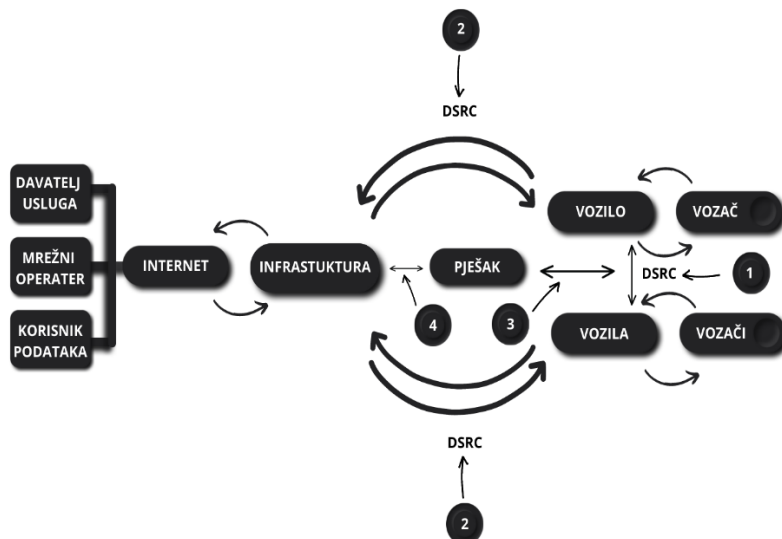 2
DSRC
DAVATELJ
USLUGA
VOZILO
VOZAČ
MREŽNI
OPERATER
INTERNET
INFRASTUKTURA
PJEŠAK
DSRC
1
4
3
KORISNIK
PODATAKA
VOZILA
VOZAČI
DSRC
2